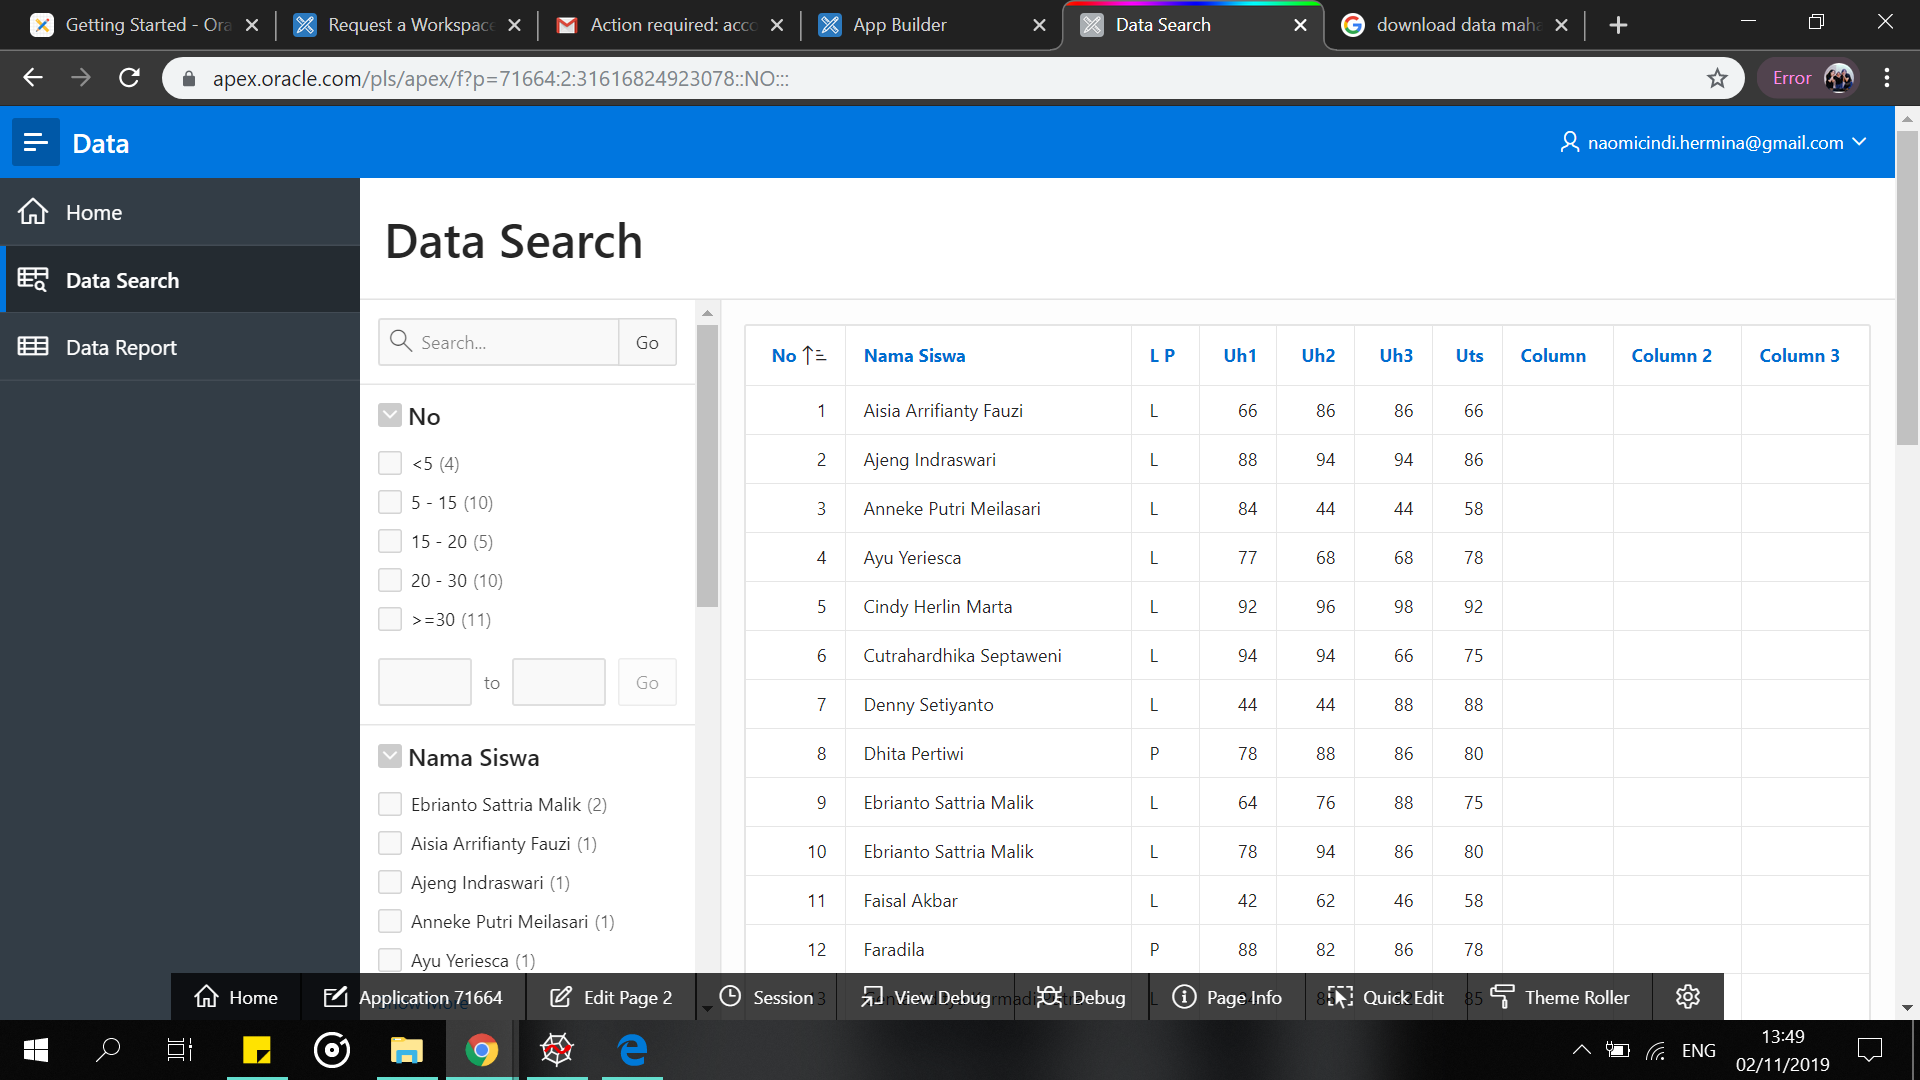 Getting Started - Ora
Request a Workspace
Action required: acco
App Builder
Data Search
download data maha
apex.oracle.com/pls/apex/f?p=71664:2:31616824923078::NO:::
Error
Data
naomicindi.hermina@gmail.com
Home
Data Search
Data Report
Data Search
Search...
Go
No
<5 (4)
5 - 15 (10)
15 - 20 (5)
20 - 30 (10)
>=30 (11)
to
Go
Nama Siswa
Ebrianto Sattria Malik (2)
Aisia Arrifianty Fauzi (1)
Ajeng Indraswari (1)
Anneke Putri Meilasari (1)
Ayu Yeriesca (1)
No Nama Siswa L P Uh1 Uh2 Uh3 Uts Column Column 2 Column 3
1 Aisia Arrifianty Fauzi L 66 86 86 66
2 Ajeng Indraswari L 88 94 94 86
3 Anneke Putri Meilasari L 84 44 44 58
4 Ayu Yeriesca L 77 68 68 78
5 Cindy Herlin Marta L 92 96 98 92
6 Cutrahardhika Septaweni L 94 94 66 75
7 Denny Setiyanto L 44 44 88 88
8 Dhita Pertiwi P 78 88 86 80
9 Ebrianto Sattria Malik L 64 76 88 75
10 Ebrianto Sattria Malik L 78 94 86 80
11 Faisal Akbar L 42 62 46 58
12 Faradila P 88 82 86 78
Home
Application 71664
Edit Page 2
Session
View Debug
Debug
Page Info
Quick Edit
Theme Roller
ENG
13:49
02/11/2019